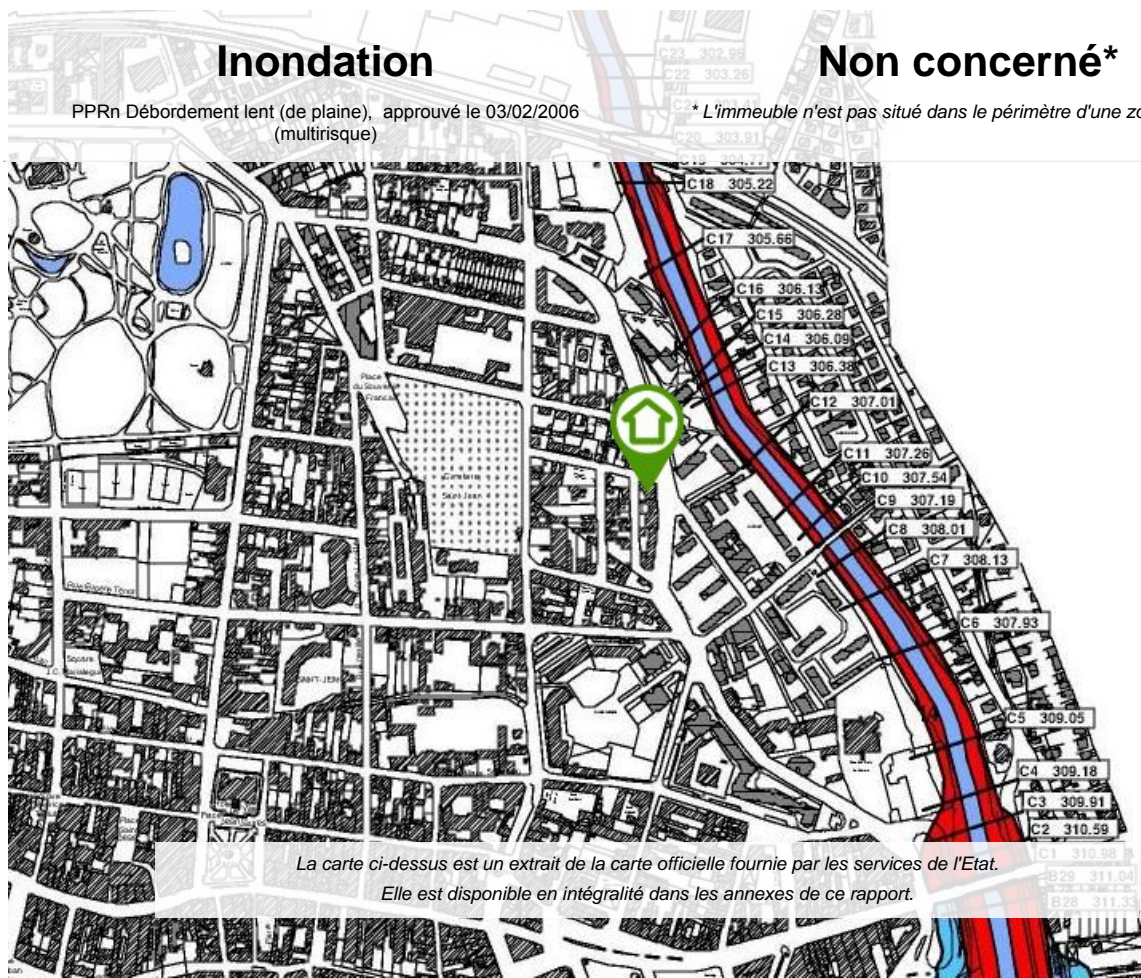 Inondation
Non concerné*
PPRn Débordement lent (de plaine), approuvé le 03/02/2006
(multirisque)
* L'immeuble n'est pas situé dans le périmètre d'une zo
C23 302.96
C22 303.26
C20 303.91
C18 305.22
C17 305.66
C16 306.13
C15 306.28
C14 306.09
C13 306.38
C12 307.01
C11 307.26
C10 307.54
C9 307.19
C8 308.01
C7 308.13
C6 307.93
C5 309.05
C4 309.18
C3 309.91
C2 310.59
C1 310.98
B29 311.04
B28 311.33
Place
du Souvenir
Français
Cimetière
Saint-Jean
Square
SAINT-JEAN
La carte ci-dessus est un extrait de la carte officielle fournie par les services de l'Etat.
Elle est disponible en intégralité dans les annexes de ce rapport.